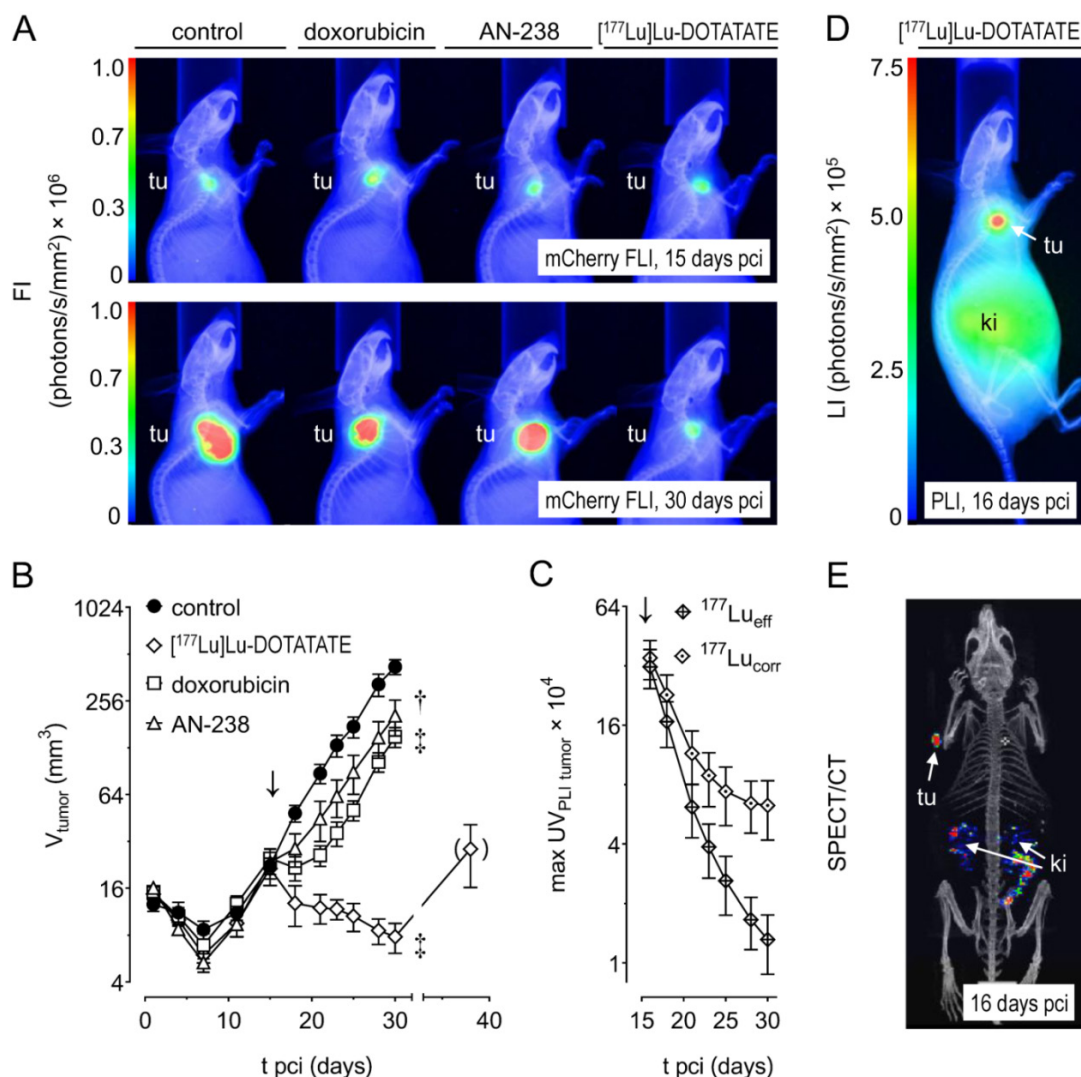 A
control
doxorubicin
AN-238
[¹⁷⁷Lu]Lu-DOTATATE
FI
(photons/s/mm²) × 10⁶
1.0
0.7
0.3
0
tu
tu
tu
tu
mCherry FLI, 15 days pci
1.0
0.7
0.3
0
tu
tu
tu
tu
mCherry FLI, 30 days pci
D
[¹⁷⁷Lu]Lu-DOTATATE
LI (photons/s/mm²) × 10⁵
7.5
5.0
2.5
0
tu
ki
PLI, 16 days pci
B
V_tumor (mm³)
1024
256
64
16
4
control
[¹⁷⁷Lu]Lu-DOTATATE
doxorubicin
AN-238
†
‡
‡
( )
0
10
20
30
40
t pci (days)
C
max UV_PLI tumor × 10⁴
64
16
4
1
¹⁷⁷Lu_eff
¹⁷⁷Lu_corr
15
20
25
30
t pci (days)
E
SPECT/CT
tu
ki
16 days pci